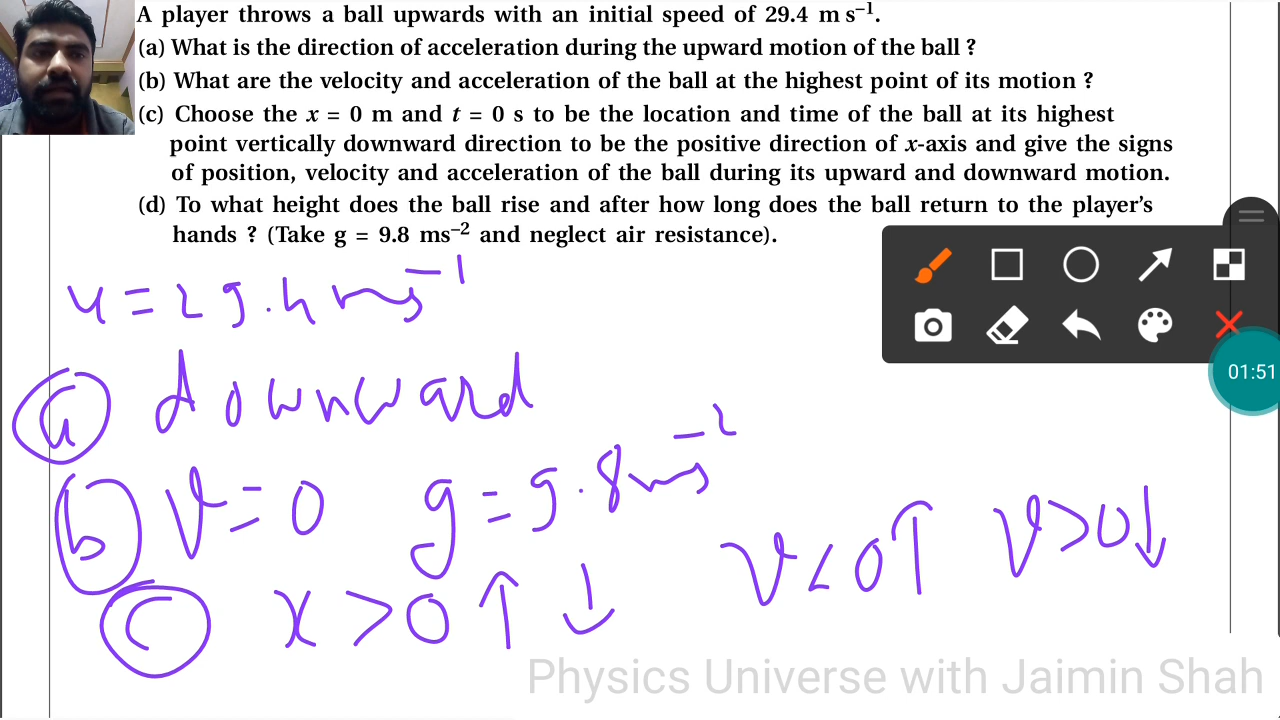 A player throws a ball upwards with an initial speed of 29.4 m s⁻¹.
(a) What is the direction of acceleration during the upward motion of the ball ?
(b) What are the velocity and acceleration of the ball at the highest point of its motion ?
(c) Choose the x = 0 m and t = 0 s to be the location and time of the ball at its highest
point vertically downward direction to be the positive direction of x-axis and give the signs
of position, velocity and acceleration of the ball during its upward and downward motion.
(d) To what height does the ball rise and after how long does the ball return to the player's
hands ? (Take g = 9.8 ms⁻² and neglect air resistance).
u = 29.4 ms⁻¹
01:51
(a) downward
(b) v = 0 g = 9.8 ms⁻²
(c) x > 0 ↑ ↓ v < 0 ↑ v > 0 ↓
Physics Universe with Jaimin Shah